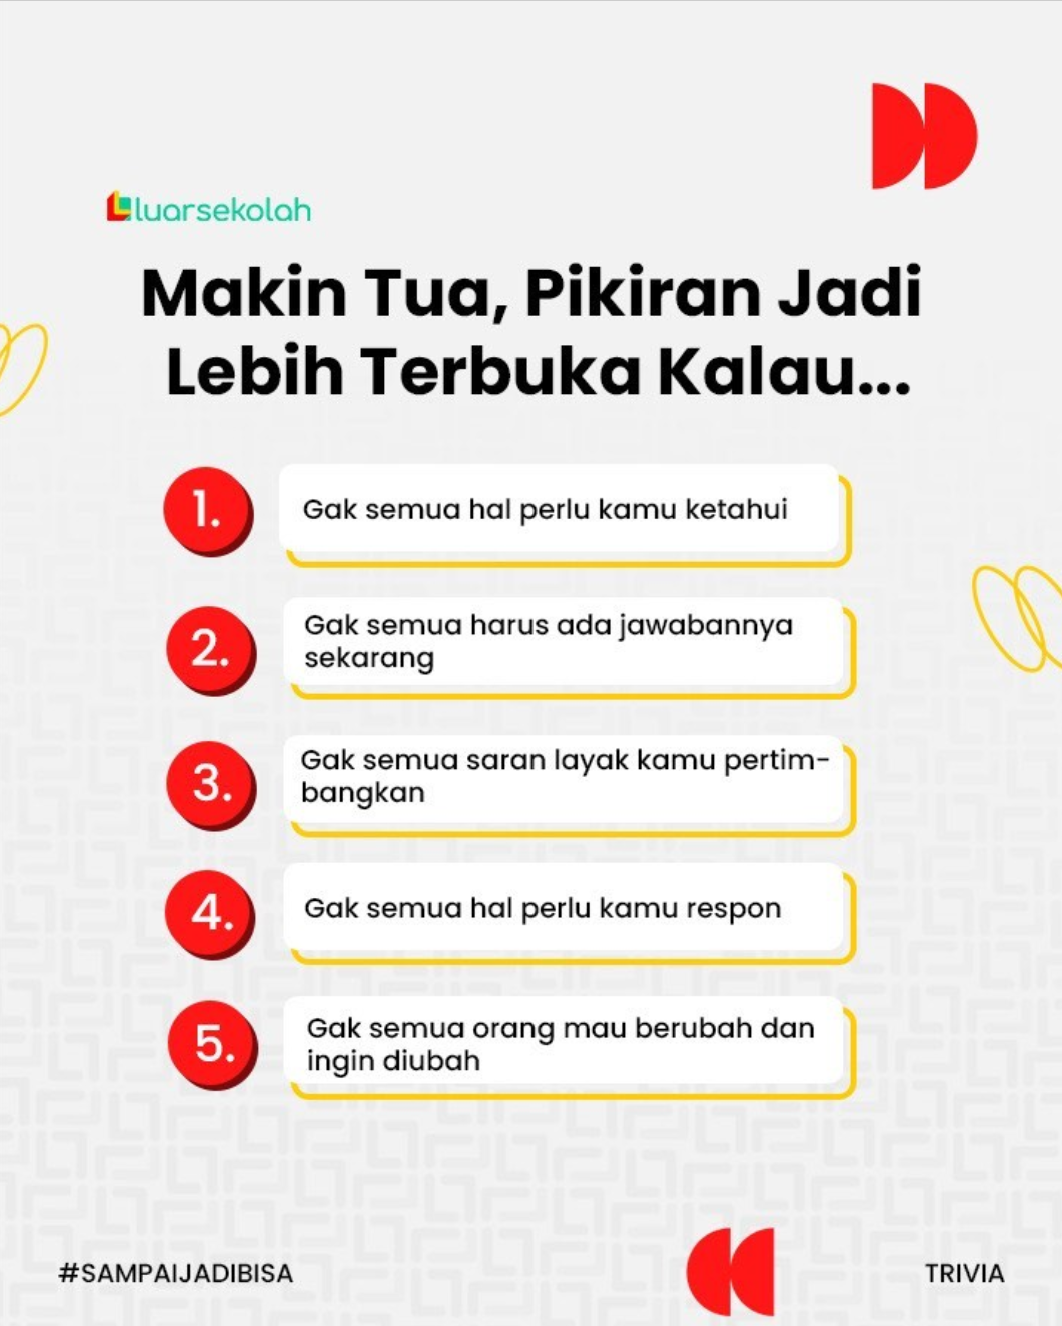 luarsekolah
Makin Tua, Pikiran Jadi
Lebih Terbuka Kalau...
1.
Gak semua hal perlu kamu ketahui
2.
Gak semua harus ada jawabannya
sekarang
3.
Gak semua saran layak kamu pertim-
bangkan
4.
Gak semua hal perlu kamu respon
5.
Gak semua orang mau berubah dan
ingin diubah
#SAMPAIJADIBISA
TRIVIA